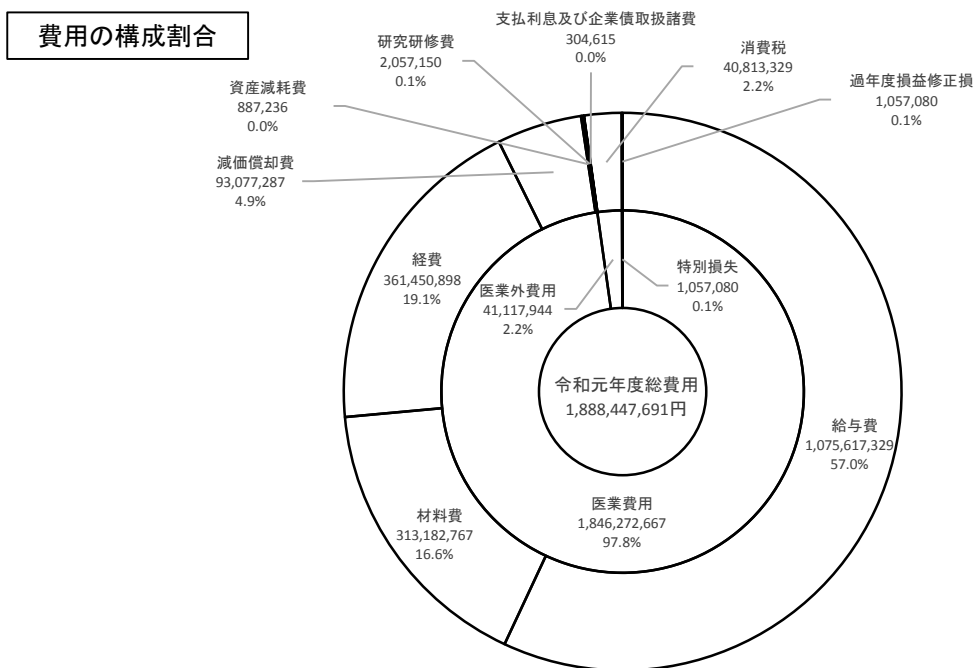 費用の構成割合
支払利息及び企業債取扱諸費
304,615
0.0%
研究研修費
2,057,150
0.1%
消費税
40,813,329
2.2%
過年度損益修正損
1,057,080
0.1%
資産減耗費
887,236
0.0%
減価償却費
93,077,287
4.9%
経費
361,450,898
19.1%
医業外費用
41,117,944
2.2%
特別損失
1,057,080
0.1%
令和元年度総費用
1,888,447,691円
給与費
1,075,617,329
57.0%
医業費用
1,846,272,667
97.8%
材料費
313,182,767
16.6%